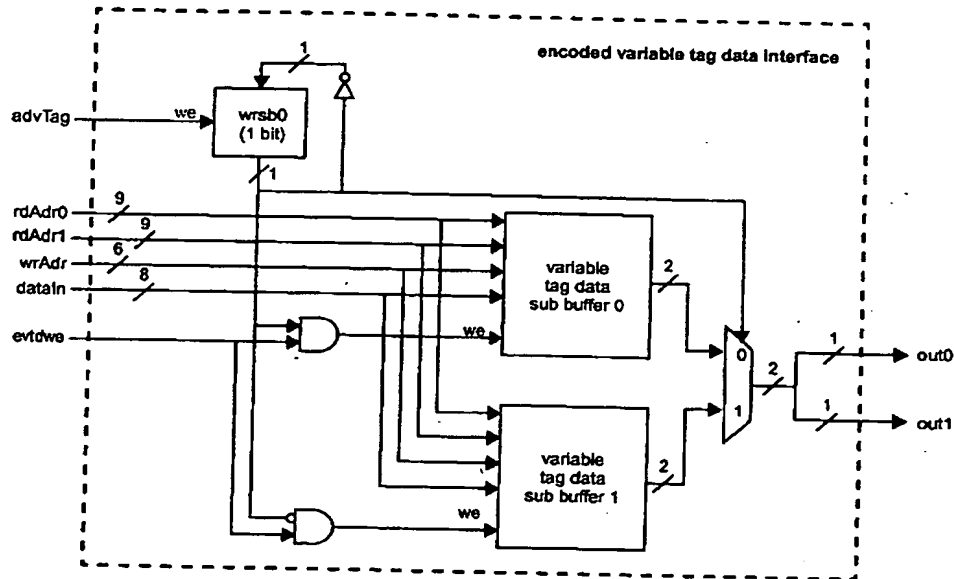 encoded variable tag data interface
1
advTag
we
wrsb0
(1 bit)
1
rdAdr0
9
rdAdr1
9
wrAdr
6
dataIn
8
evtdwe
we
variable
tag data
sub buffer 0
2
0
1
2
1
out0
1
out1
variable
tag data
sub buffer 1
2
we